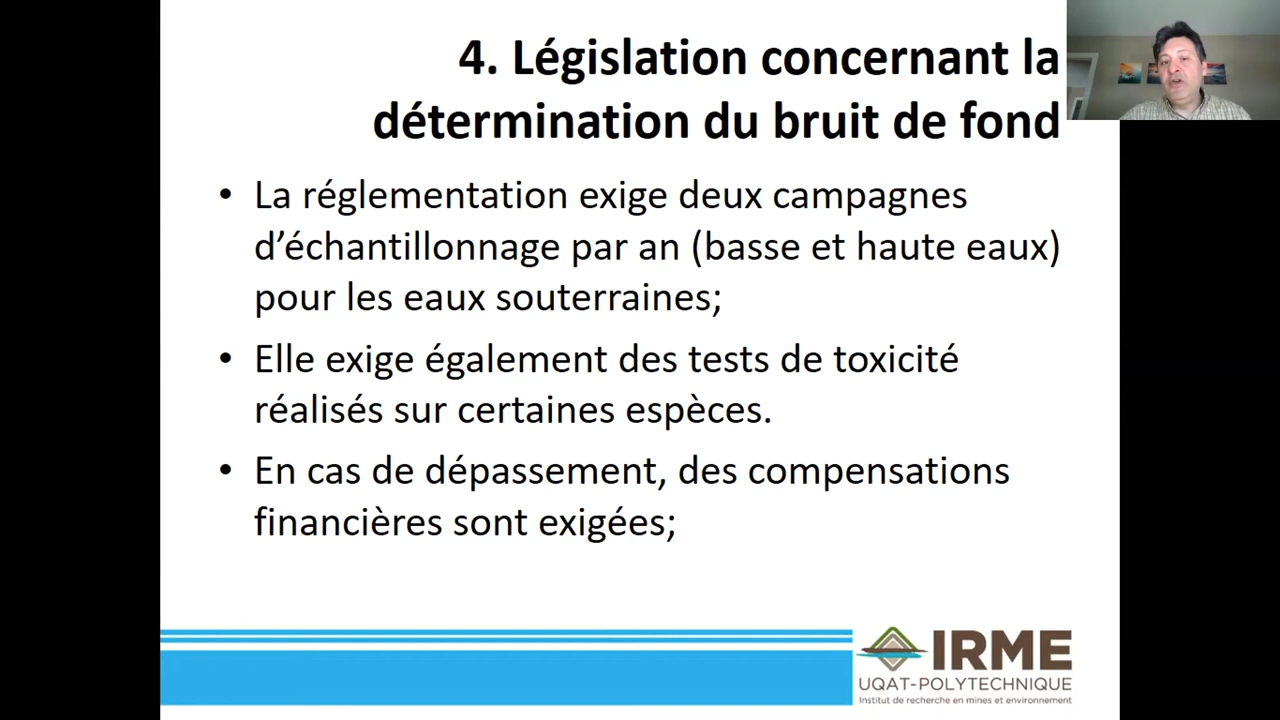 4. Législation concernant la
détermination du bruit de fond
• La réglementation exige deux campagnes
d’échantillonnage par an (basse et haute eaux)
pour les eaux souterraines;
• Elle exige également des tests de toxicité
réalisés sur certaines espèces.
• En cas de dépassement, des compensations
financières sont exigées;
IRME
UQAT-POLYTECHNIQUE
Institut de recherche en mines et environnement